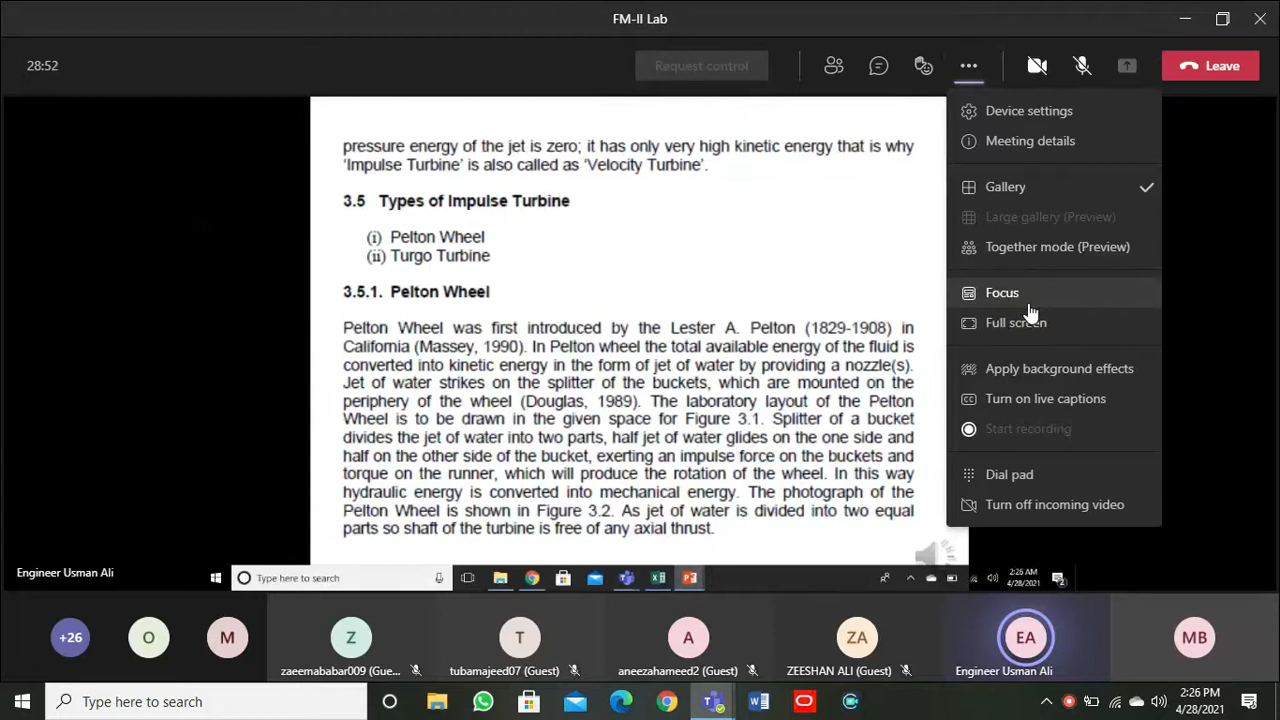 FM-II Lab
28:52
Request control
Leave
Device settings
Meeting details
Gallery
Large gallery (Preview)
Together mode (Preview)
Focus
Full screen
Apply background effects
CC Turn on live captions
Start recording
Dial pad
Turn off incoming video
pressure energy of the jet is zero; it has only very high kinetic energy that is why
‘Impulse Turbine’ is also called as ‘Velocity Turbine’.
3.5 Types of Impulse Turbine
(i) Pelton Wheel
(ii) Turgo Turbine
3.5.1. Pelton Wheel
Pelton Wheel was first introduced by the Lester A. Pelton (1829-1908) in
California (Massey, 1990). In Pelton wheel the total available energy of the fluid is
converted into kinetic energy in the form of jet of water by providing a nozzle(s).
Jet of water strikes on the splitter of the buckets, which are mounted on the
periphery of the wheel (Douglas, 1989). The laboratory layout of the Pelton
Wheel is to be drawn in the given space for Figure 3.1. Splitter of a bucket
divides the jet of water into two parts, half jet of water glides on the one side and
half on the other side of the bucket, exerting an impulse force on the buckets and
torque on the runner, which will produce the rotation of the wheel. In this way
hydraulic energy is converted into mechanical energy. The photograph of the
Pelton Wheel is shown in Figure 3.2. As jet of water is divided into two equal
parts so shaft of the turbine is free of any axial thrust.
Engineer Usman Ali
Type here to search
2:26 AM
4/28/2021
2
+26
O
M
Z
T
A
ZA
EA
MB
zaeemababar009 (Gue...
tubamajeed07 (Guest)
aneezahameed2 (Guest)
ZEESHAN ALI (Guest)
Engineer Usman Ali
Type here to search
2:26 PM
4/28/2021